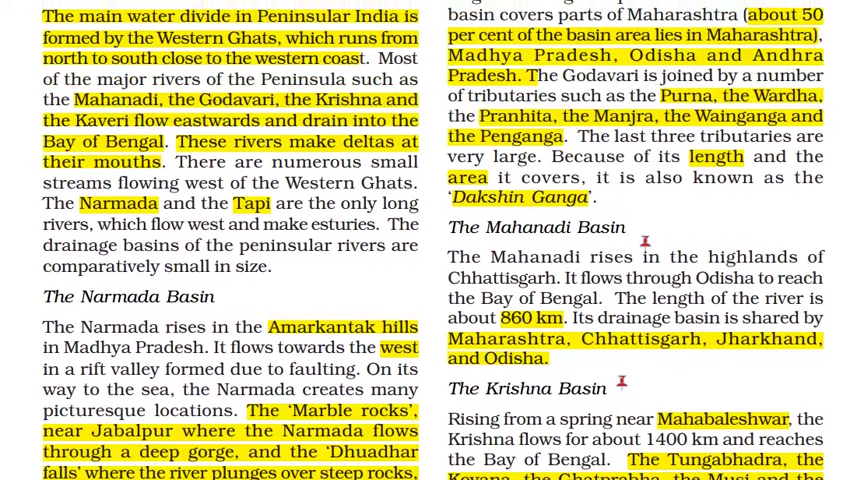 The main water divide in Peninsular India is
formed by the Western Ghats, which runs from
north to south close to the western coast. Most
of the major rivers of the Peninsula such as
the Mahanadi, the Godavari, the Krishna and
the Kaveri flow eastwards and drain into the
Bay of Bengal. These rivers make deltas at
their mouths. There are numerous small
streams flowing west of the Western Ghats.
The Narmada and the Tapi are the only long
rivers, which flow west and make esturies. The
drainage basins of the peninsular rivers are
comparatively small in size.
The Narmada Basin
The Narmada rises in the Amarkantak hills
in Madhya Pradesh. It flows towards the west
in a rift valley formed due to faulting. On its
way to the sea, the Narmada creates many
picturesque locations. The ‘Marble rocks’,
near Jabalpur where the Narmada flows
through a deep gorge, and the ‘Dhuadhar
falls’ where the river plunges over steep rocks,
basin covers parts of Maharashtra (about 50
per cent of the basin area lies in Maharashtra),
Madhya Pradesh, Odisha and Andhra
Pradesh. The Godavari is joined by a number
of tributaries such as the Purna, the Wardha,
the Pranhita, the Manjra, the Wainganga and
the Penganga. The last three tributaries are
very large. Because of its length and the
area it covers, it is also known as the
‘Dakshin Ganga’.
The Mahanadi Basin
The Mahanadi rises in the highlands of
Chhattisgarh. It flows through Odisha to reach
the Bay of Bengal. The length of the river is
about 860 km. Its drainage basin is shared by
Maharashtra, Chhattisgarh, Jharkhand,
and Odisha.
The Krishna Basin
Rising from a spring near Mahabaleshwar, the
Krishna flows for about 1400 km and reaches
the Bay of Bengal. The Tungabhadra, the
Koyana, the Ghatprabha, the Musi and the